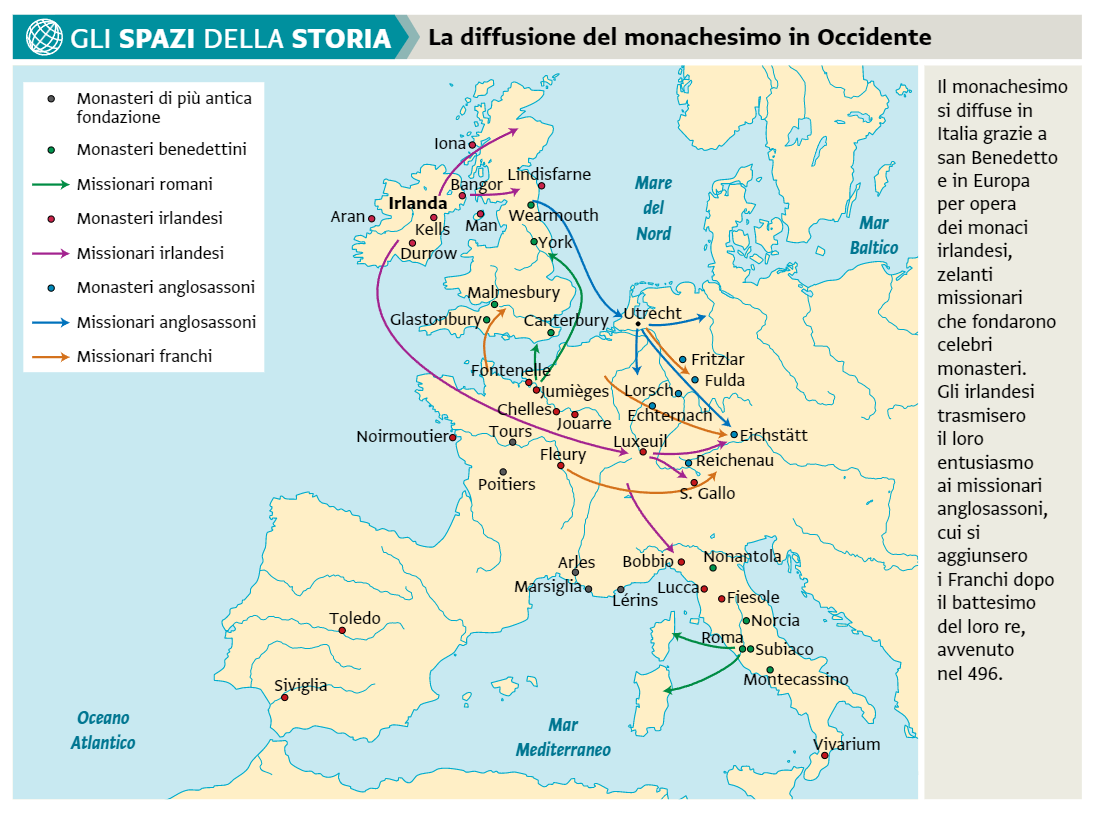 GLI SPAZI DELLA STORIA
La diffusione del monachesimo in Occidente
Monasteri di più antica
fondazione
Monasteri benedettini
Missionari romani
Monasteri irlandesi
Missionari irlandesi
Monasteri anglosassoni
Missionari anglosassoni
Missionari franchi
Iona
Bangor
Lindisfarne
Irlanda
Aran
Kells
Man
Wearmouth
Durrow
York
Mare
del
Nord
Mar
Baltico
Malmesbury
Glastonbury
Canterbury
Utrecht
Fontenelle
Jumièges
Fritzlar
Fulda
Lorsch
Echternach
Chelles
Jouarre
Noirmoutier
Tours
Luxeuil
Eichstätt
Fleury
Reichenau
Poitiers
S. Gallo
Arles
Bobbio
Nonantola
Marsiglia
Lérins
Lucca
Fiesole
Toledo
Norcia
Roma
Subiaco
Siviglia
Montecassino
Oceano
Atlantico
Mar
Mediterraneo
Vivarium
Il monachesimo
si diffuse in
Italia grazie a
san Benedetto
e in Europa
per opera
dei monaci
irlandesi,
zelanti
missionari
che fondarono
celebri
monasteri.
Gli irlandesi
trasmisero
il loro
entusiasmo
ai missionari
anglosassoni,
cui si
aggiunsero
i Franchi dopo
il battesimo
del loro re,
avvenuto
nel 496.